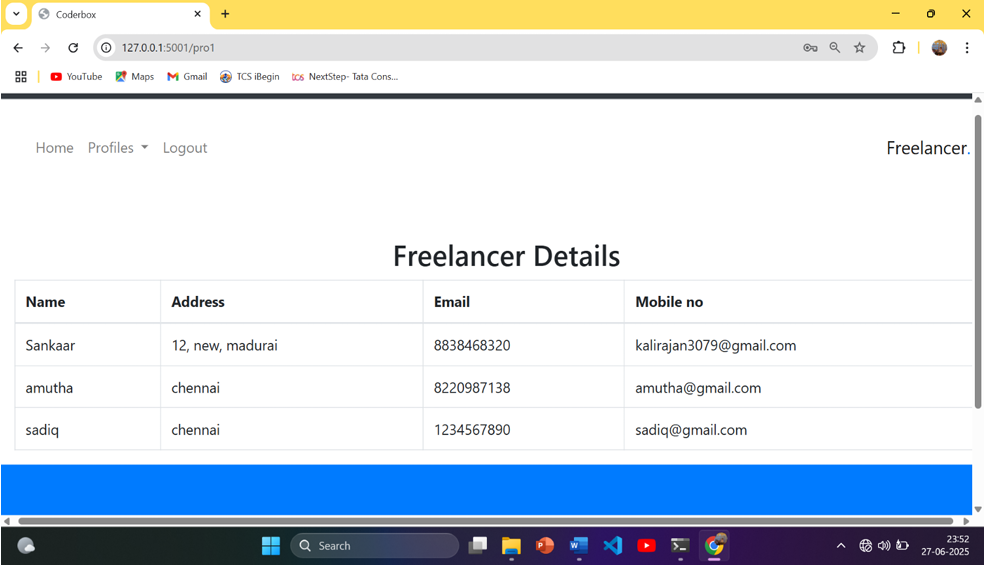 Coderbox
127.0.0.1:5001/pro1
YouTube Maps Gmail TCS iBegin NextStep- Tata Cons...
Home Profiles Logout Freelancer.
Freelancer Details
Name Address Email Mobile no
Sankaar 12, new, madurai 8838468320 kalirajan3079@gmail.com
amutha chennai 8220987138 amutha@gmail.com
sadiq chennai 1234567890 sadiq@gmail.com
Search 23:52
27-06-2025